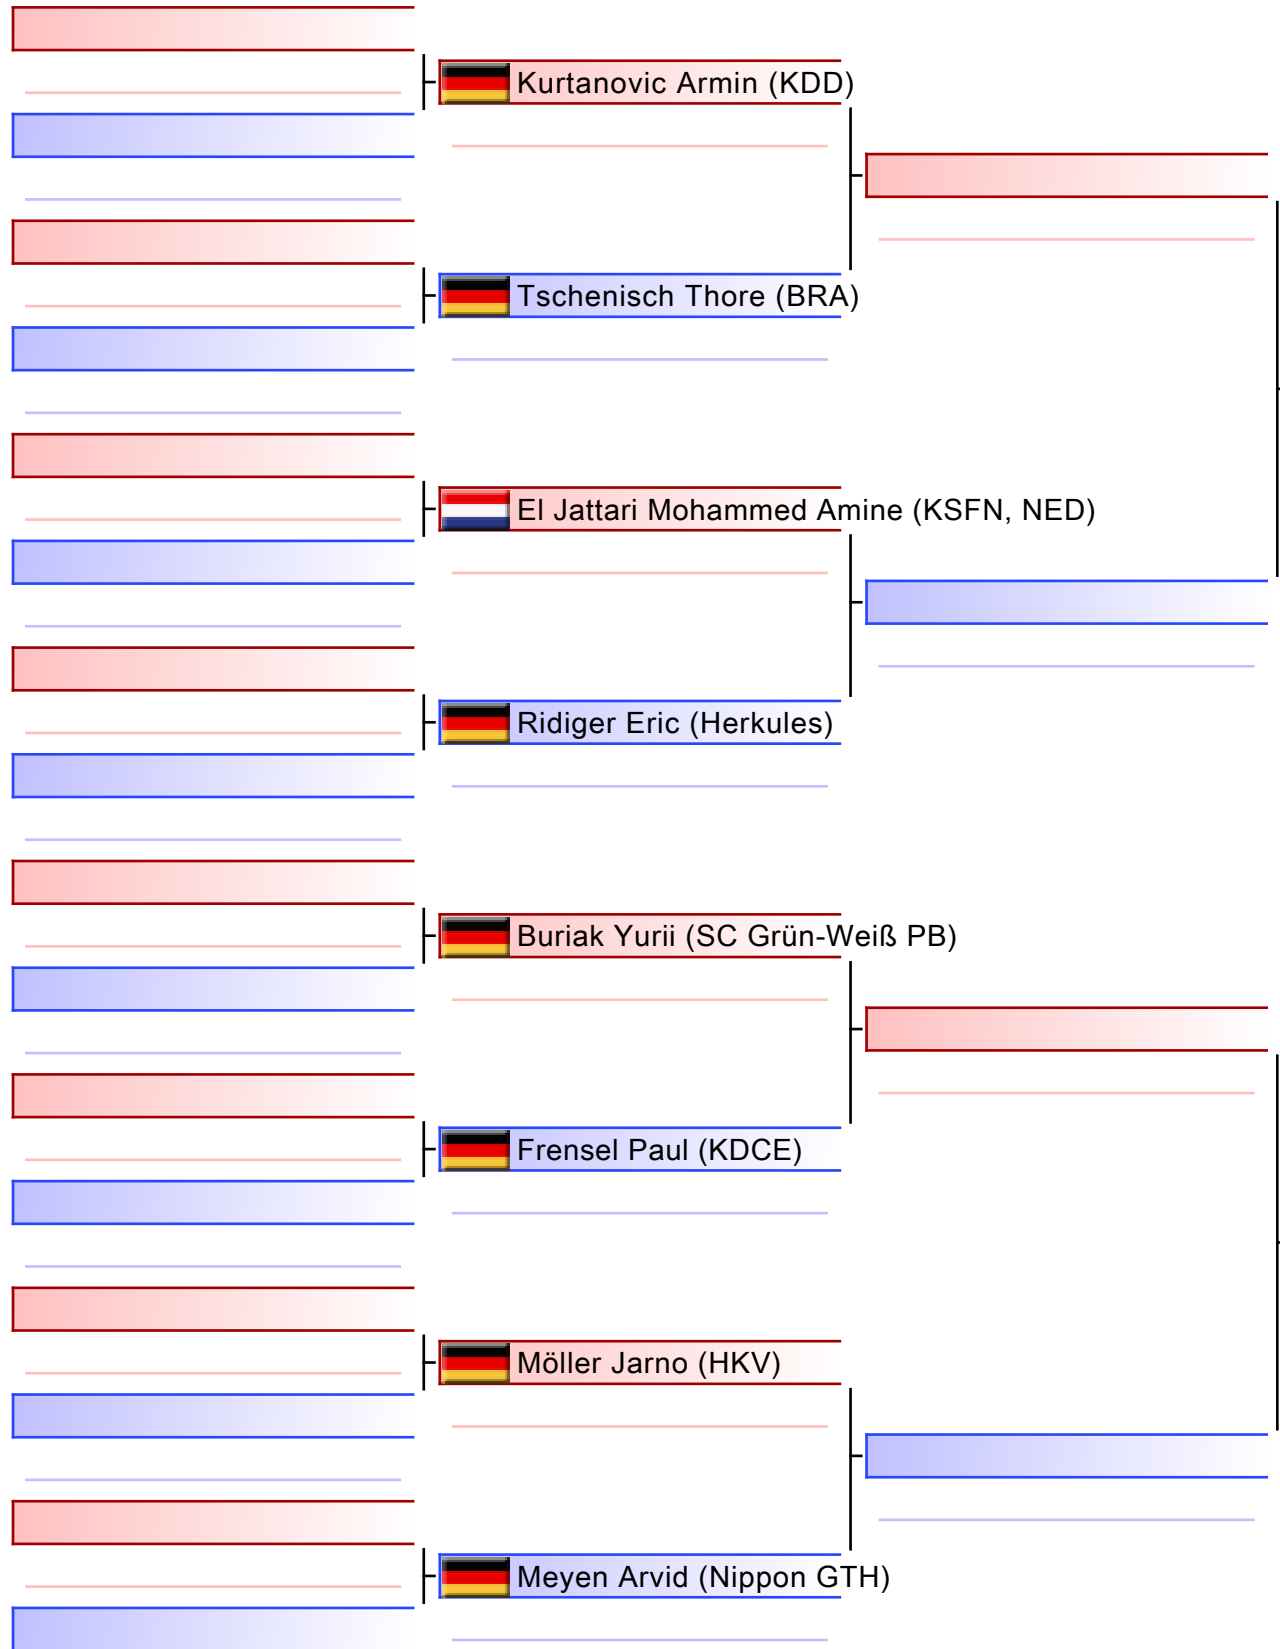 Kurtanovic Armin (KDD)
Tschenisch Thore (BRA)
El Jattari Mohammed Amine (KSFN, NED)
Ridiger Eric (Herkules)
Buriak Yurii (SC Grün-Weiß PB)
Frensel Paul (KDCE)
Möller Jarno (HKV)
Meyen Arvid (Nippon GTH)